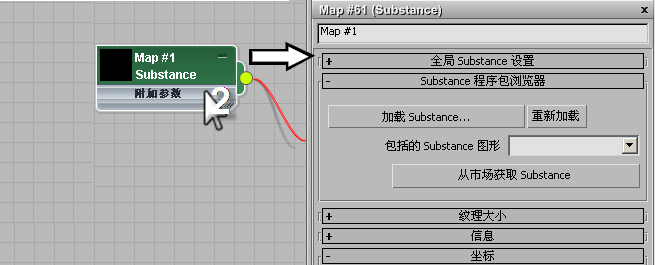 Map #1
Substance
附加参数
2
Map #61 (Substance)
Map #1
全局 Substance 设置
Substance 程序包浏览器
加载 Substance...
重新加载
包括的 Substance 图形
从市场获取 Substance
纹理大小
信息
坐标